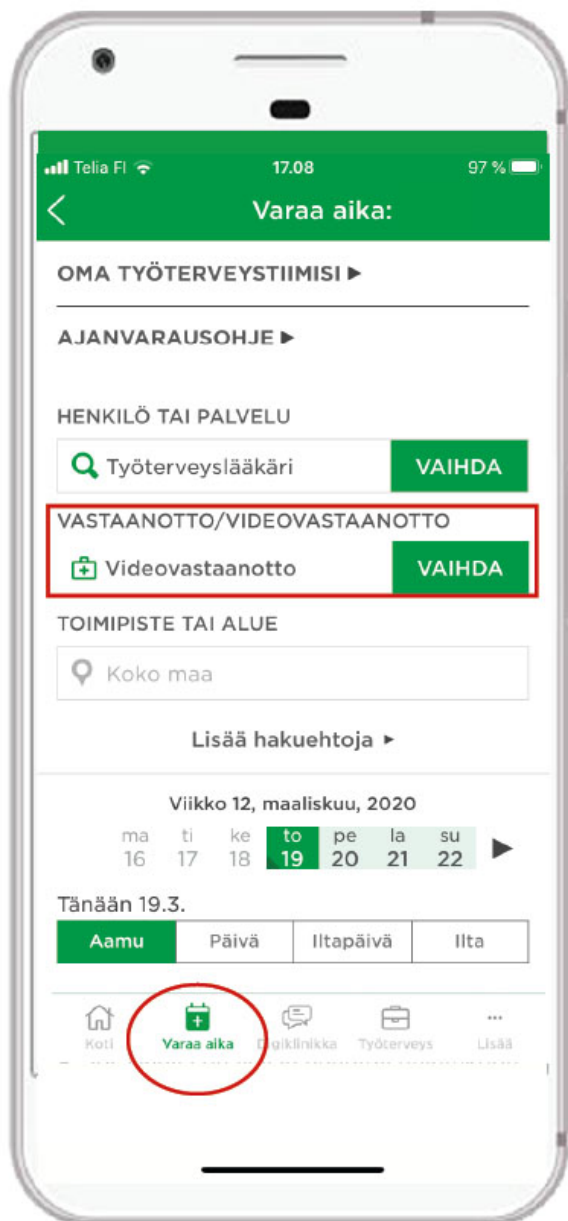 Telia FI 17.08 97 %
Varaa aika:
OMA TYÖTERVEYSTIIMISI ▶
AJANVARAUSOHJE ▶
HENKILÖ TAI PALVELU
Työterveyslääkäri VAIHDA
VASTAANOTTO/VIDEOVASTAANOTTO
Videovastaanotto VAIHDA
TOIMIPISTE TAI ALUE
Koko maa
Lisää hakuehtoja ▶
Viikko 12, maaliskuu, 2020
ma ti ke to pe la su
16 17 18 19 20 21 22 ▶
Tänään 19.3.
Aamu Päivä Iltapäivä Ilta
Koti Varaa aika Digiklinikka Työterveys Lisää